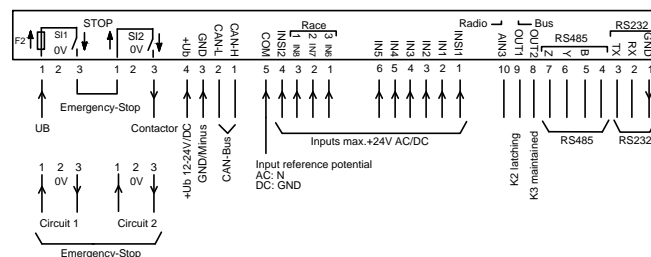 F2 SI1 0V STOP SI2 0V +Ub GND CAN-L CAN-H COM INSI2 1 IN8 2 IN7 3 IN6 IN5 IN4 IN3 IN2 IN1 INSI1 AIN3 OUT1 OUT2 Z Y B RS485 TX RX GND
Race Radio Bus RS485 RS232
1 2 3 1 2 3 4 3 2 1 5 4 3 2 1 6 5 4 3 2 1 10 9 8 7 6 5 4 3 2 1
Emergency-Stop
UB Contactor
+Ub 12-24V/DC
GND/Minus
CAN-Bus
Inputs max.+24V AC/DC
Input reference potential
AC: N
DC: GND
K2 latching
K3 maintained
RS485 RS232
1 2 3 1 2 3
0V 0V
Circuit 1 Circuit 2
Emergency-Stop